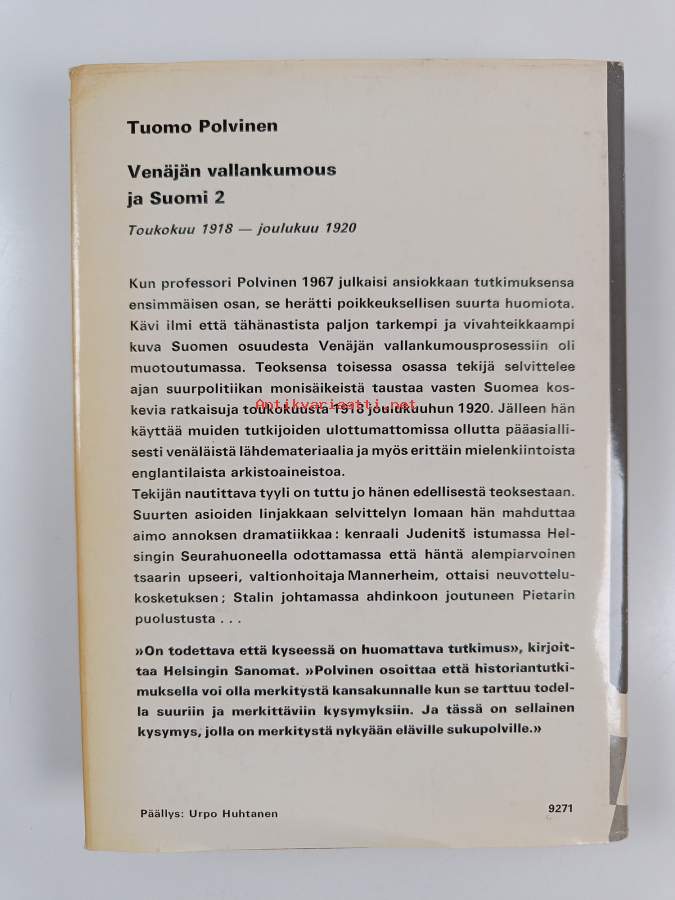 Tuomo Polvinen
Venäjän vallankumous
ja Suomi 2
Toukokuu 1918 — joulukuu 1920
Kun professori Polvinen 1967 julkaisi ansiokkaan tutkimuksensa
ensimmäisen osan, se herätti poikkeuksellisen suurta huomiota.
Kävi ilmi että tähänastista paljon tarkempi ja vivahteikkaampi
kuva Suomen osuudesta Venäjän vallankumousprosessiin oli
muotoutumassa. Teoksensa toisessa osassa tekijä selvittelee
ajan suurpolitiikan monisäikeistä taustaa vasten Suomea kos-
kevia ratkaisuja toukokuusta 1918 joulukuuhun 1920. Jälleen hän
Antikvariaatti.net
käyttää muiden tutkijoiden ulottumattomissa ollutta pääasialli-
sesti venäläistä lähdemateriaalia ja myös erittäin mielenkiintoista
englantilaista arkistoaineistoa.
Tekijän nautittava tyyli on tuttu jo hänen edellisestä teoksestaan.
Suurten asioiden linjakkaan selvittelyn lomaan hän mahduttaa
aimo annoksen dramatiikkaa: kenraali Judenitš istumassa Hel-
singin Seurahuoneella odottamassa että häntä alempiarvoinen
tsaarin upseeri, valtionhoitaja Mannerheim, ottaisi neuvottelu-
kosketuksen; Stalin johtamassa ahdinkoon joutuneen Pietarin
puolustusta . . .
»On todettava että kyseessä on huomattava tutkimus», kirjoit-
taa Helsingin Sanomat. »Polvinen osoittaa että historiantutki-
muksella voi olla merkitystä kansakunnalle kun se tarttuu todel-
la suuriin ja merkittäviin kysymyksiin. Ja tässä on sellainen
kysymys, jolla on merkitystä nykyään eläville sukupolville.»
Päällys: Urpo Huhtanen
9271